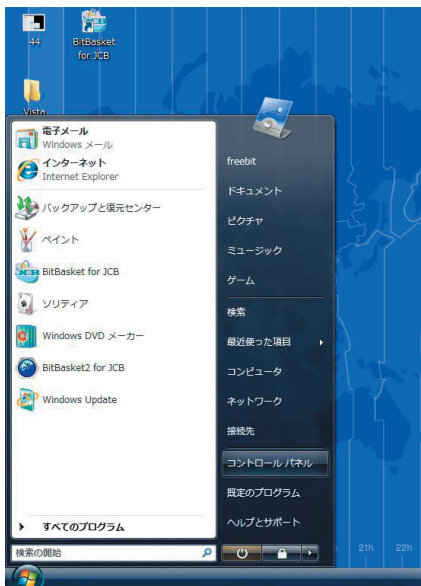 44
BitBasket
for JCB
Vista
電子メール
Windows メール
インターネット
Internet Explorer
バックアップと復元センター
ペイント
BitBasket for JCB
ソリティア
Windows DVD メーカー
BitBasket2 for JCB
Windows Update
すべてのプログラム
検索の開始
freebit
ドキュメント
ピクチャ
ミュージック
ゲーム
検索
最近使った項目
コンピュータ
ネットワーク
接続先
コントロール パネル
既定のプログラム
ヘルプとサポート
21h 22h